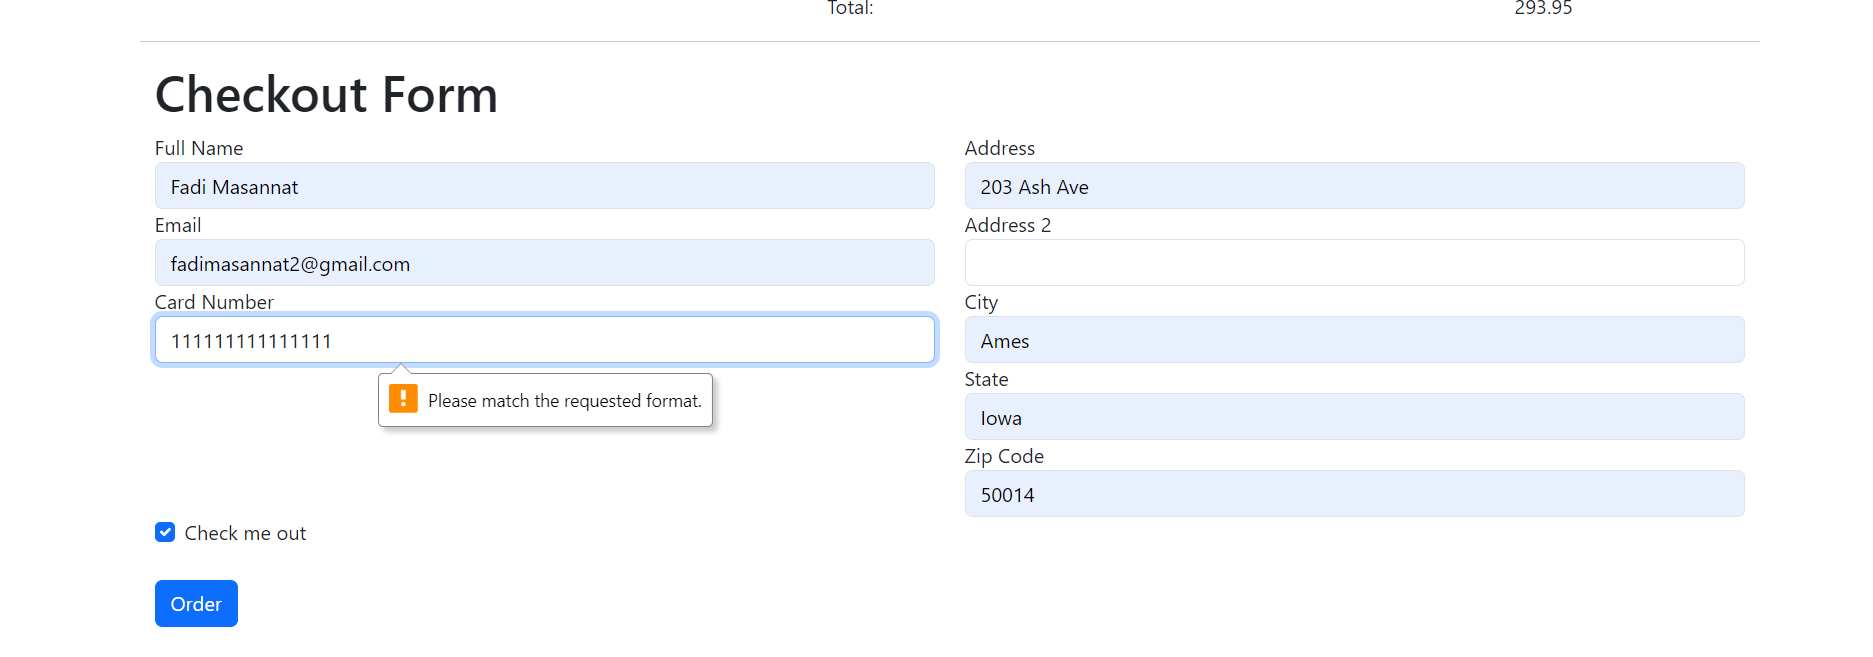 Total: 293.95
Checkout Form
Full Name
Fadi Masannat
Email
fadimasannat2@gmail.com
Card Number
111111111111111
Please match the requested format.
Address
203 Ash Ave
Address 2
City
Ames
State
Iowa
Zip Code
50014
Check me out
Order